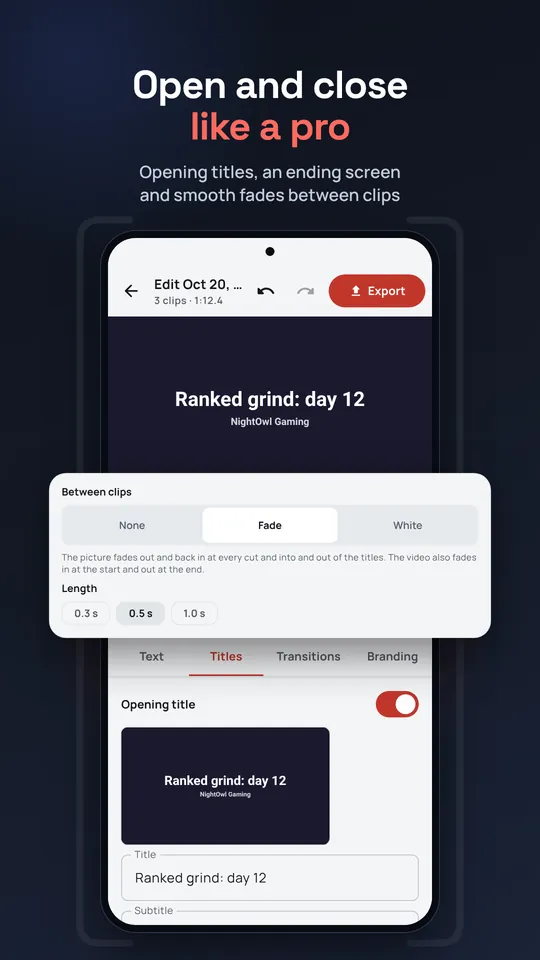 Open and close
like a pro
Opening titles, an ending screen
and smooth fades between clips
Edit Oct 20, ...
3 clips · 1:12.4
Export
Ranked grind: day 12
NightOwl Gaming
Between clips
None
Fade
White
The picture fades out and back in at every cut and into and out of the titles. The video also fades
in at the start and out at the end.
Length
0.3 s
0.5 s
1.0 s
Text
Titles
Transitions
Branding
Opening title
Ranked grind: day 12
NightOwl Gaming
Title
Ranked grind: day 12
Subtitle